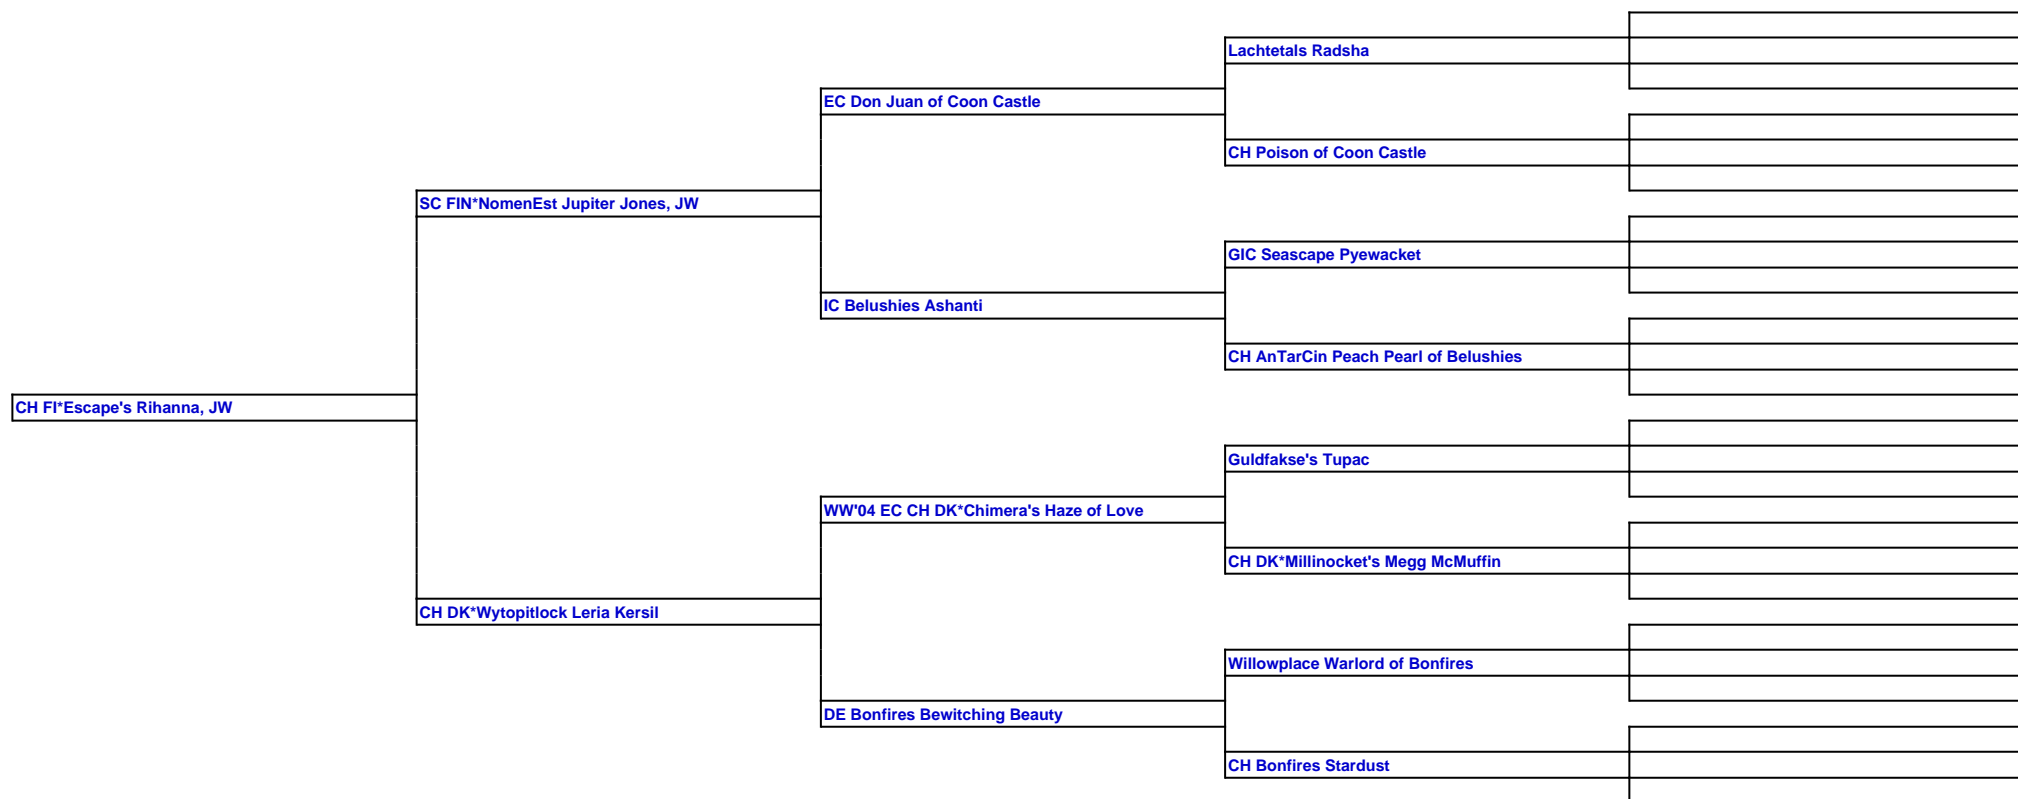 Lachtetals Radsha
EC Don Juan of Coon Castle
CH Poison of Coon Castle
SC FIN*NomenEst Jupiter Jones, JW
GIC Seascape Pyewacket
IC Belushies Ashanti
CH AnTarCin Peach Pearl of Belushies
CH FI*Escape's Rihanna, JW
Guldfakse's Tupac
WW'04 EC CH DK*Chimera's Haze of Love
CH DK*Millinocket's Megg McMuffin
CH DK*Wytopitlock Leria Kersil
Willowplace Warlord of Bonfires
DE Bonfires Bewitching Beauty
CH Bonfires Stardust